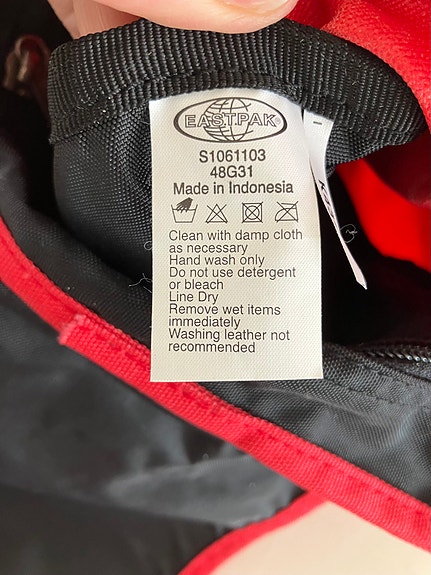 EASTPAK
S1061103
48G31
Made in Indonesia
Clean with damp cloth
as necessary
Hand wash only
Do not use detergent
or bleach
Line Dry
Remove wet items
immediately
Washing leather not
recommended